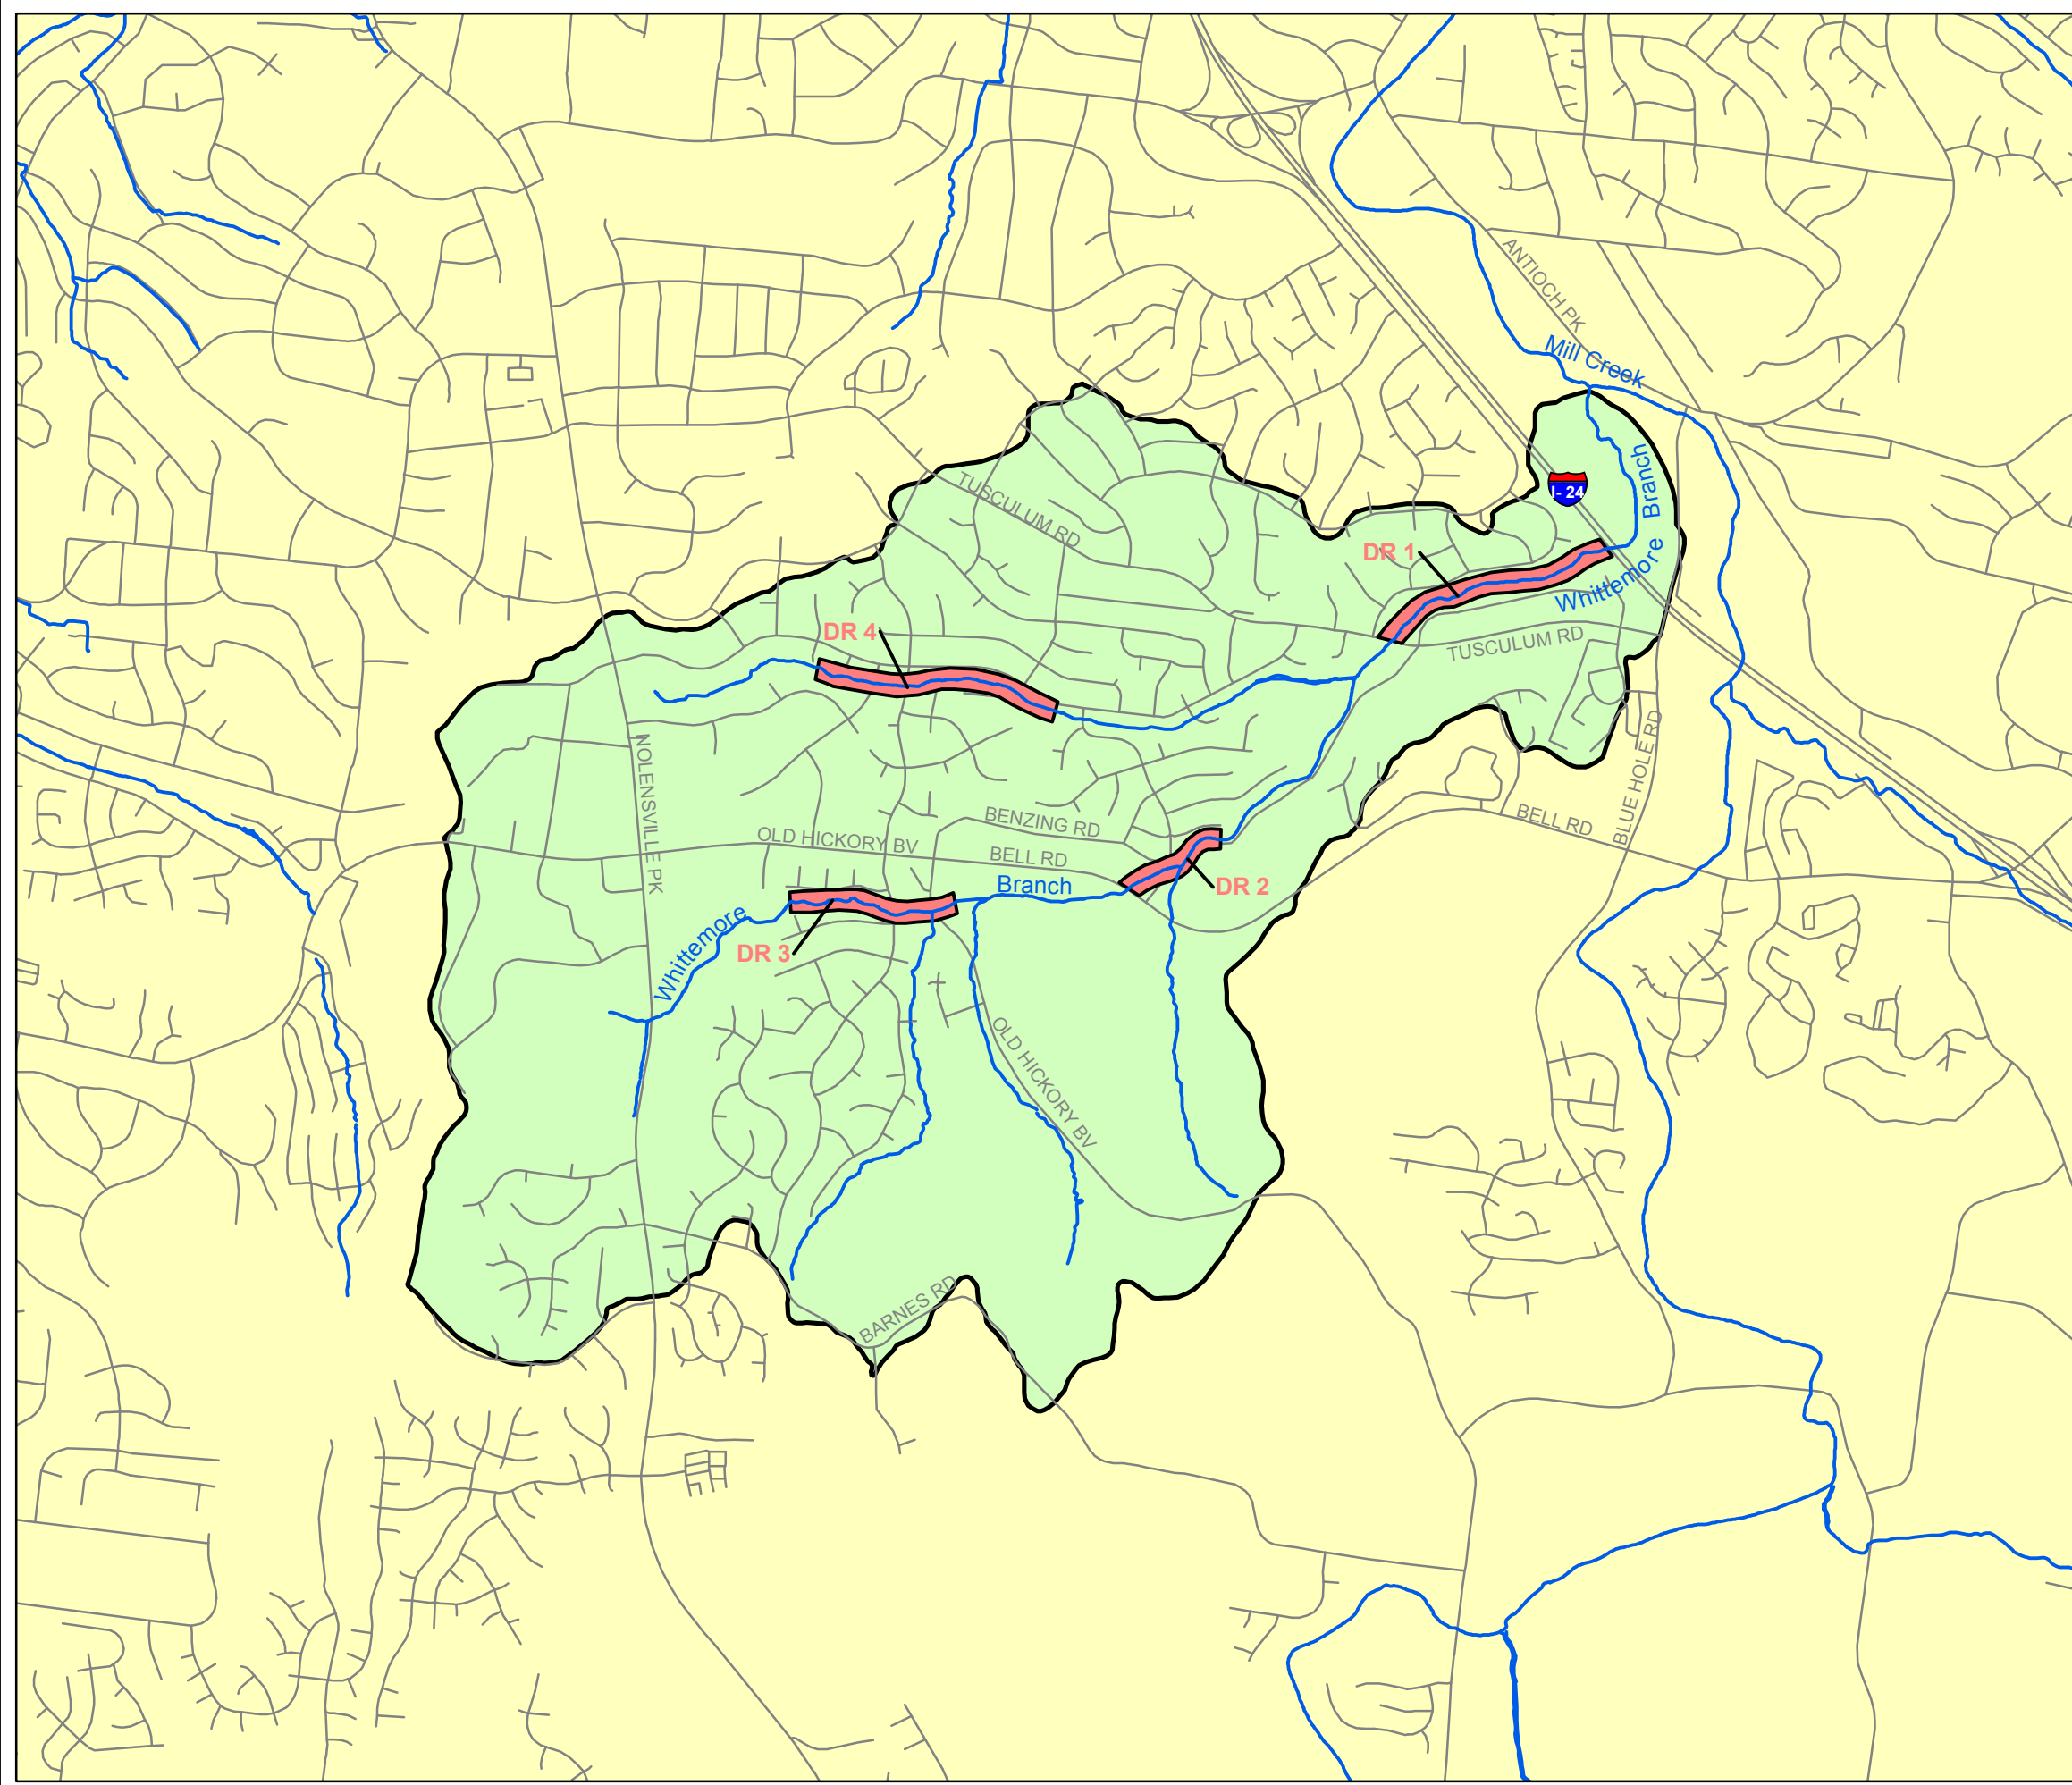 ANTIOCH PK
Mill Creek
Branch
I- 24
TUSCULUM RD
DR 1
Whittemore
DR 4
TUSCULUM RD
NOLENSVILLE PK
BLUE HOLE RD
BENZING RD
BELL RD
OLD HICKORY BV
BELL RD
Branch
DR 2
Whittemore
DR 3
OLD HICKORY BV
BARNES RD